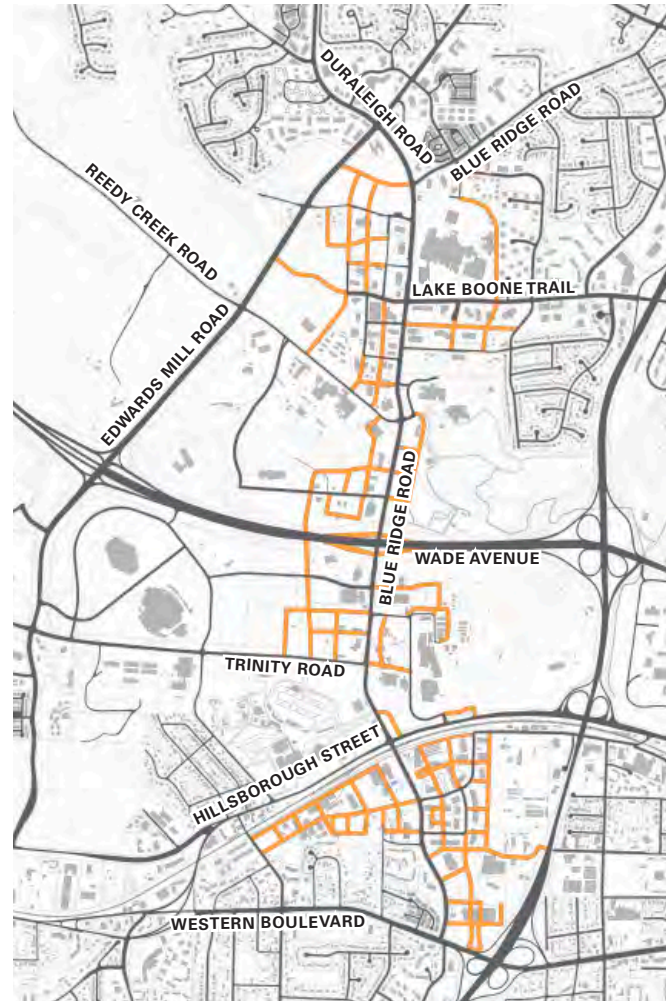 DURALEIGH ROAD
BLUE RIDGE ROAD
REEDY CREEK ROAD
LAKE BOONE TRAIL
EDWARDS MILL ROAD
BLUE RIDGE ROAD
WADE AVENUE
TRINITY ROAD
HILLSBOROUGH STREET
WESTERN BOULEVARD